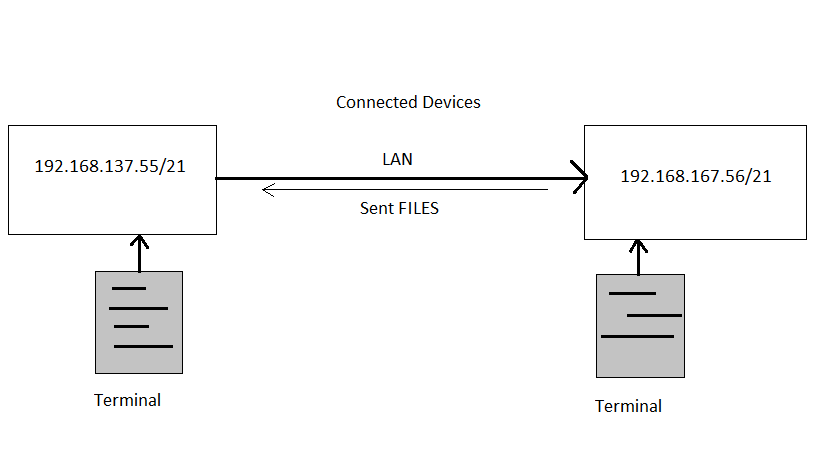 Connected Devices
192.168.137.55/21
LAN
192.168.167.56/21
Sent FILES
Terminal
Terminal